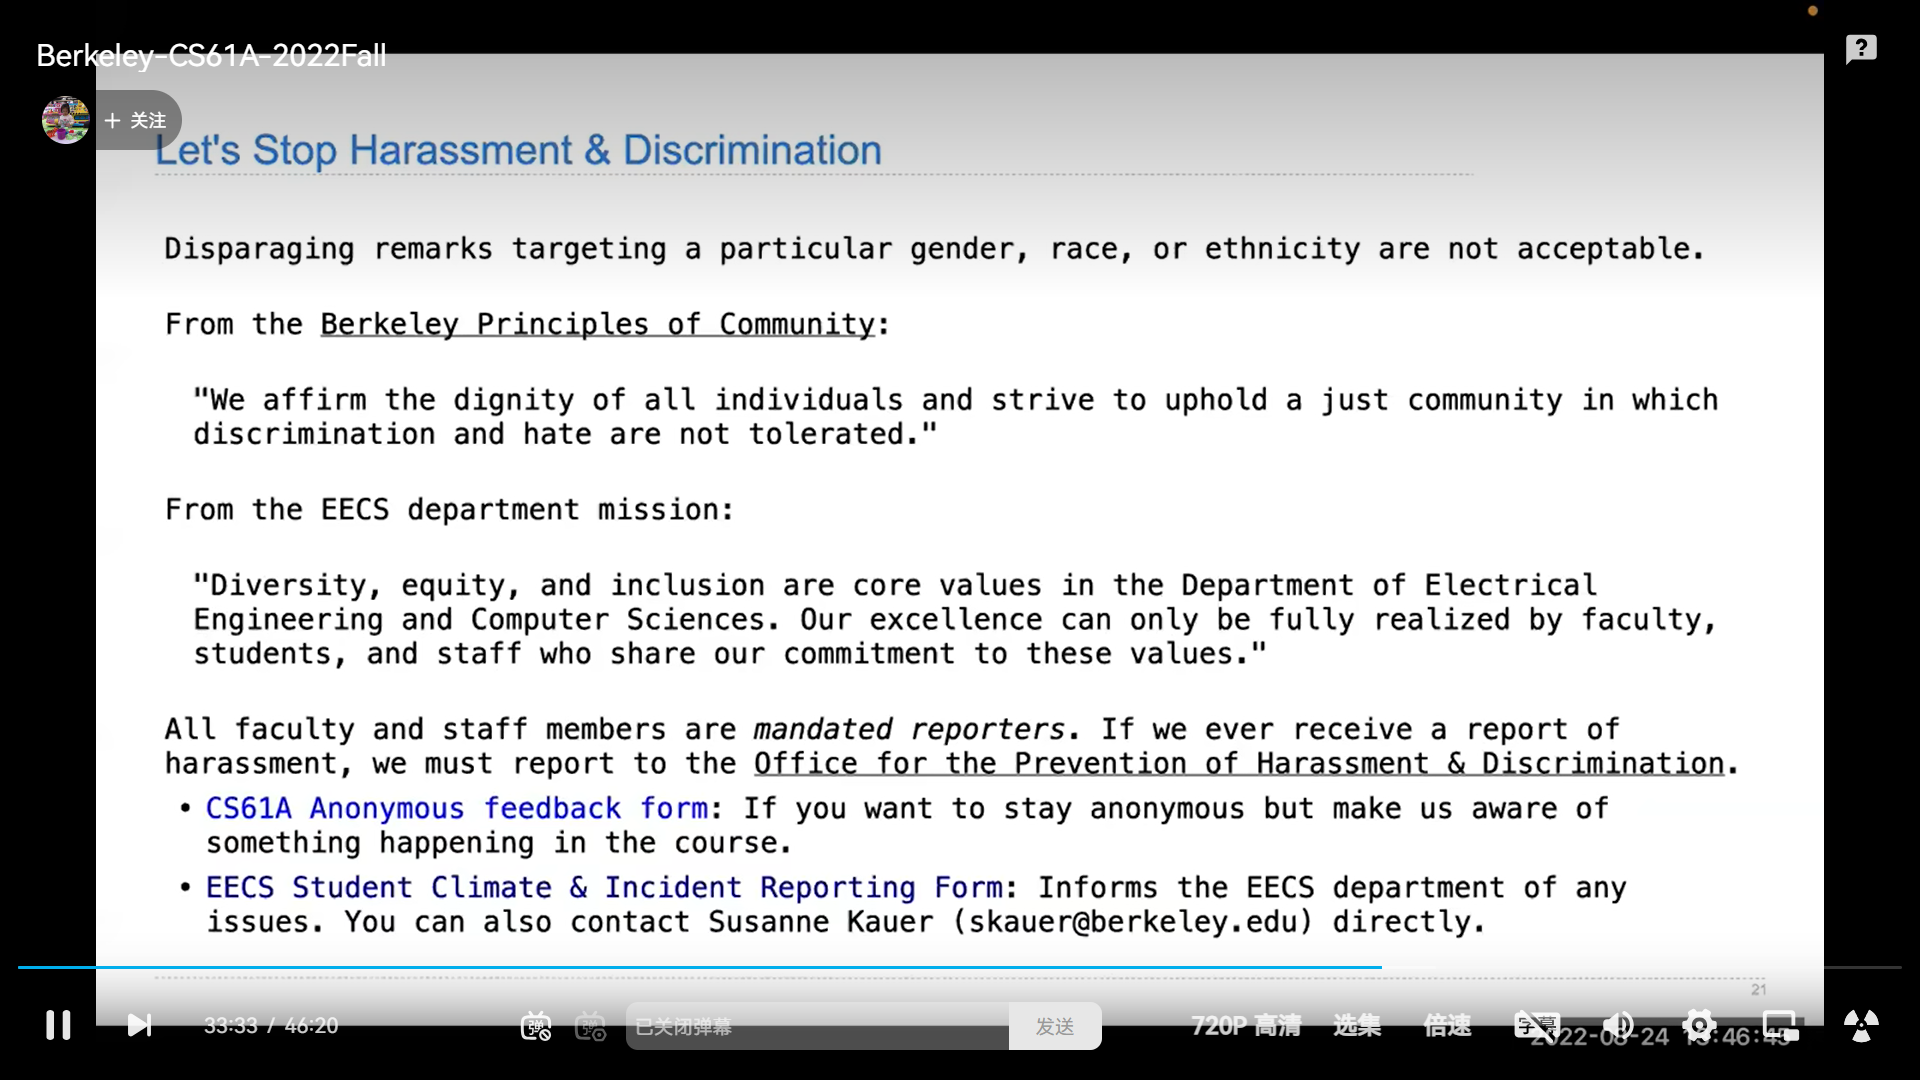 Berkeley-CS61A-2022Fall
+ 关注
Let's Stop Harassment & Discrimination
Disparaging remarks targeting a particular gender, race, or ethnicity are not acceptable.
From the Berkeley Principles of Community:
"We affirm the dignity of all individuals and strive to uphold a just community in which
discrimination and hate are not tolerated."
From the EECS department mission:
"Diversity, equity, and inclusion are core values in the Department of Electrical
Engineering and Computer Sciences. Our excellence can only be fully realized by faculty,
students, and staff who share our commitment to these values."
All faculty and staff members are mandated reporters. If we ever receive a report of
harassment, we must report to the Office for the Prevention of Harassment & Discrimination.
• CS61A Anonymous feedback form: If you want to stay anonymous but make us aware of
something happening in the course.
• EECS Student Climate & Incident Reporting Form: Informs the EECS department of any
issues. You can also contact Susanne Kauer (skauer@berkeley.edu) directly.
21
33:33 / 46:20
弹
弹
已关闭弹幕
发送
720P 高清
选集
倍速
字幕
2022-08-24